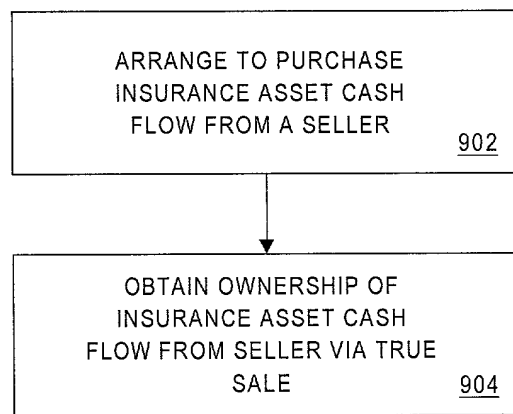 ARRANGE TO PURCHASE
INSURANCE ASSET CASH
FLOW FROM A SELLER
902
OBTAIN OWNERSHIP OF
INSURANCE ASSET CASH
FLOW FROM SELLER VIA TRUE
SALE
904